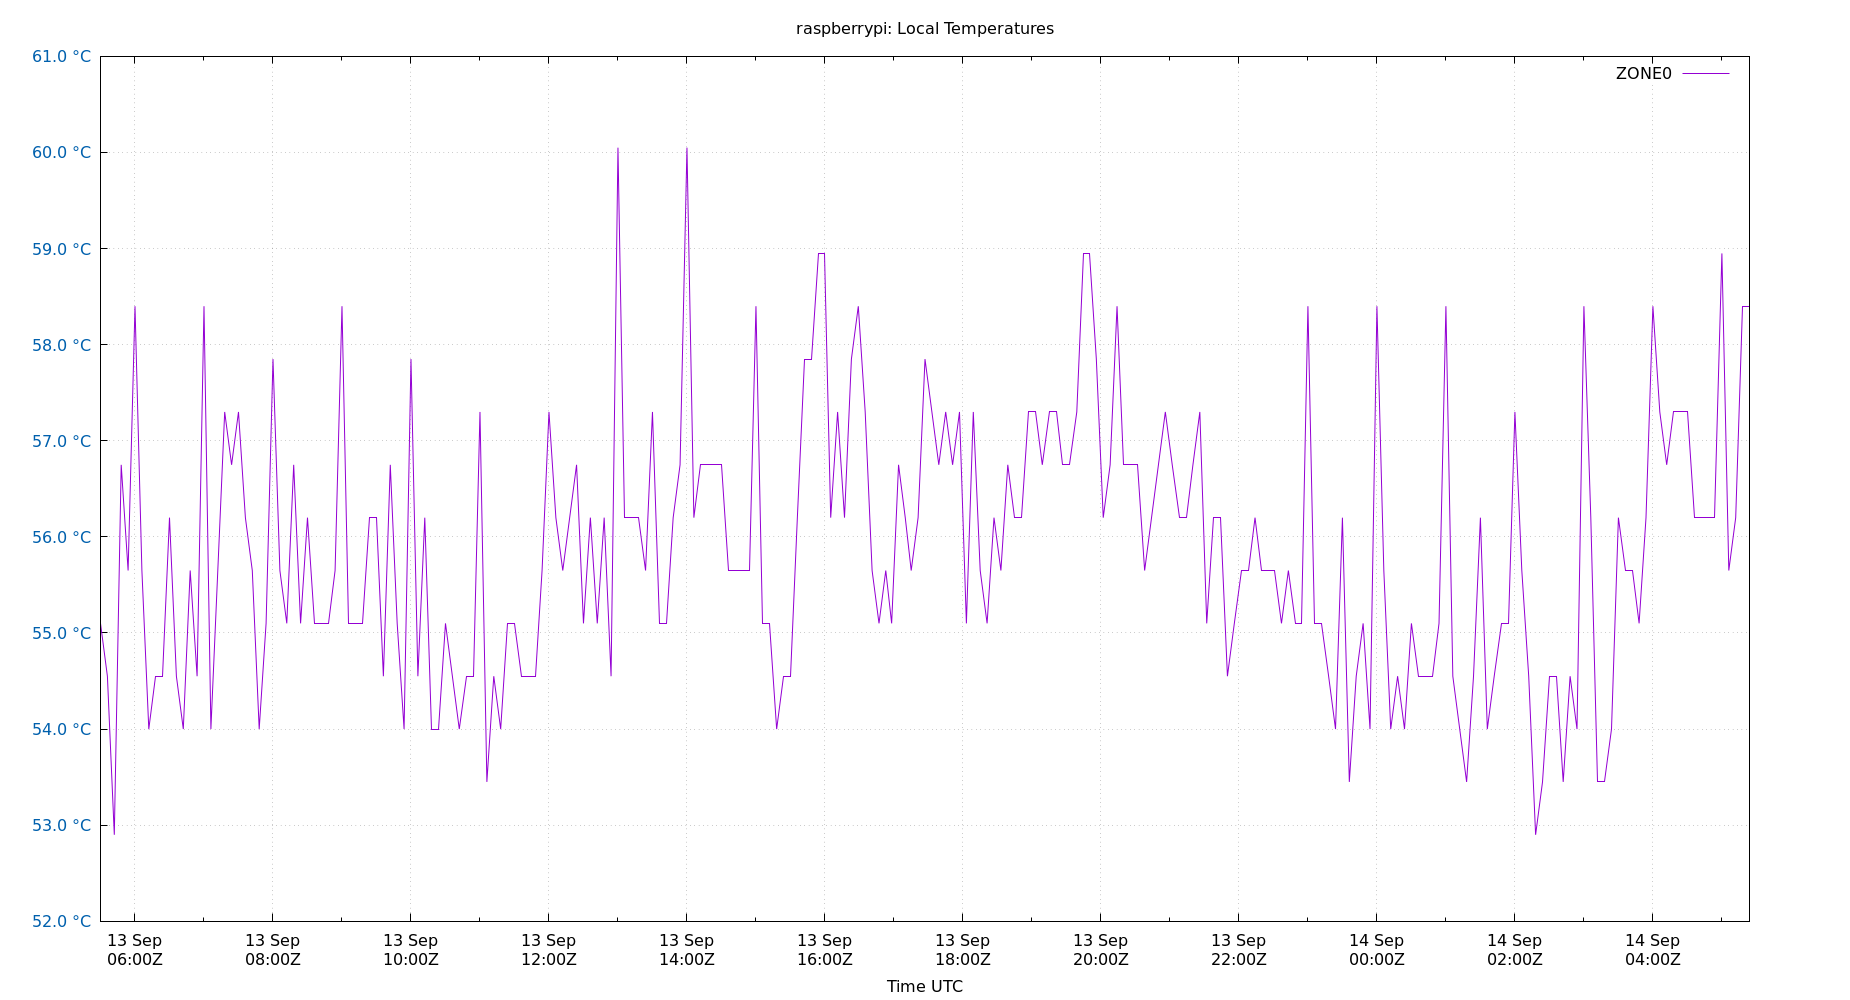 raspberrypi: Local Temperatures
61.0 °C
60.0 °C
59.0 °C
58.0 °C
57.0 °C
56.0 °C
55.0 °C
54.0 °C
53.0 °C
52.0 °C
ZONE0
13 Sep 13 Sep 13 Sep 13 Sep 13 Sep 13 Sep 13 Sep 13 Sep 13 Sep 14 Sep 14 Sep 14 Sep
06:00Z 08:00Z 10:00Z 12:00Z 14:00Z 16:00Z 18:00Z 20:00Z 22:00Z 00:00Z 02:00Z 04:00Z
Time UTC